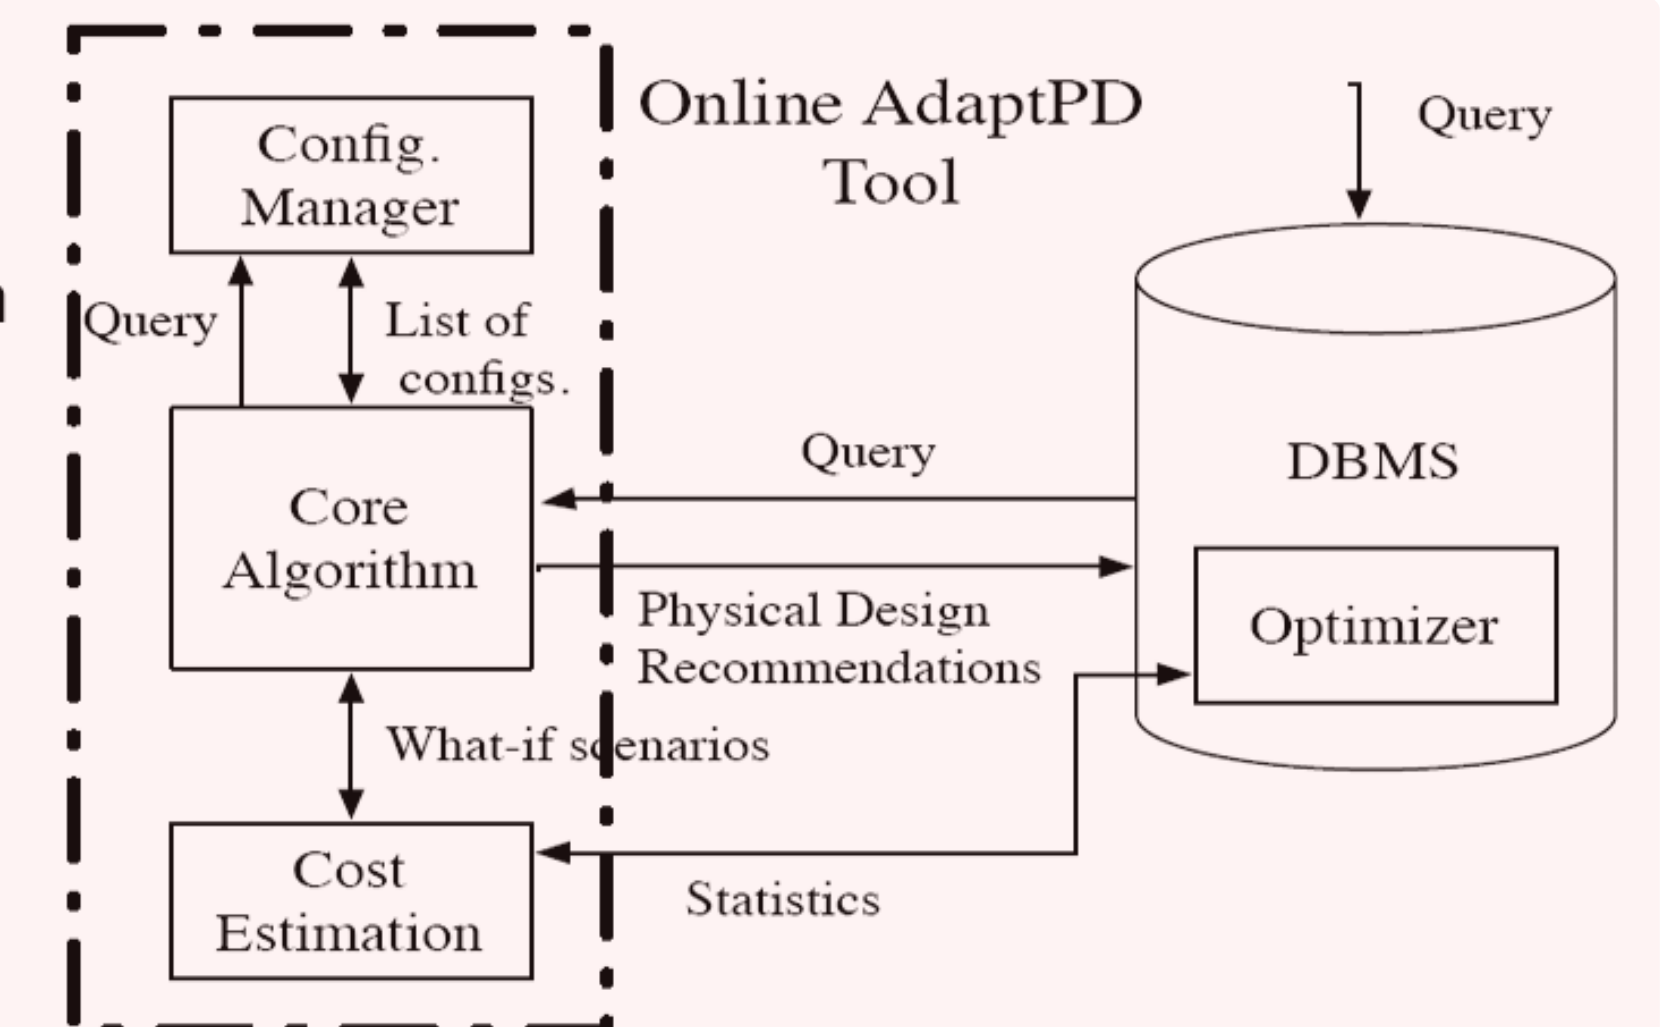 Online AdaptPD
Tool
Query
Config.
Manager
Query
List of
configs.
Core
Algorithm
Query
DBMS
Physical Design
Recommendations
Optimizer
What-if scenarios
Cost
Estimation
Statistics